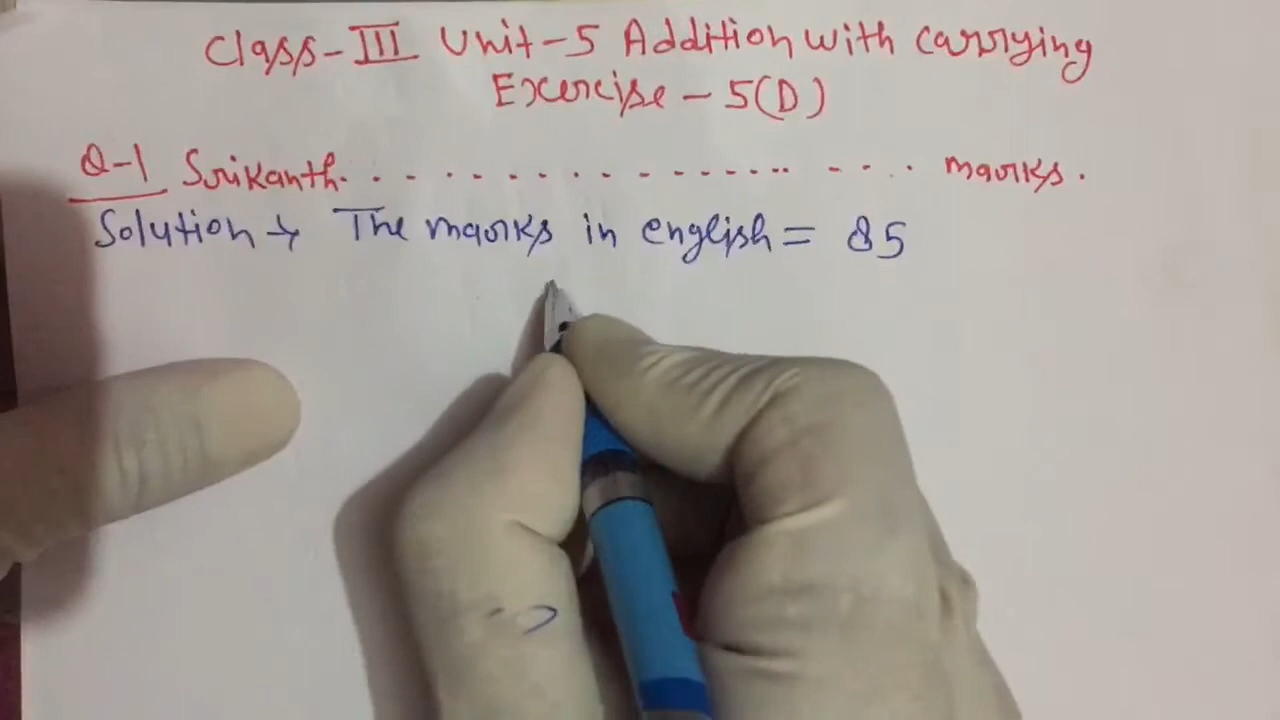 Class-III Unit-5 Addition with carrying
Exercise - 5(D)
Q-1 Srikanth. . . . . . . . . . . . . . . . . . . . marks.
Solution → The marks in english = 85